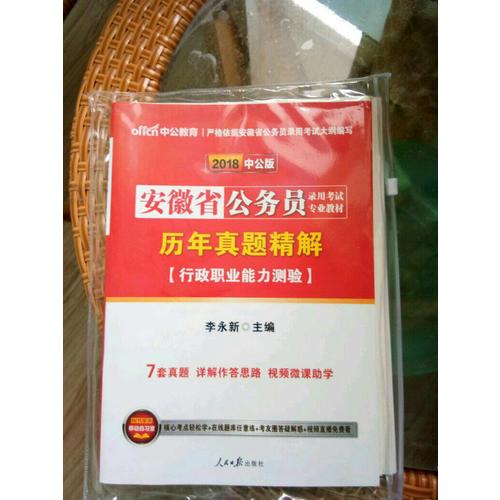 offcn中公教育 严格依据安徽省公务员录用考试大纲编写
2018 中公版
安徽省公务员 录用考试
专业教材
历年真题精解
【行政职业能力测验】
李永新 主编
7套真题 详解作答思路 视频微课助学
移动自习室
核心考点轻松学+在线题库任意练+考友圈答疑解惑+视频直播免费看
人民日报出版社